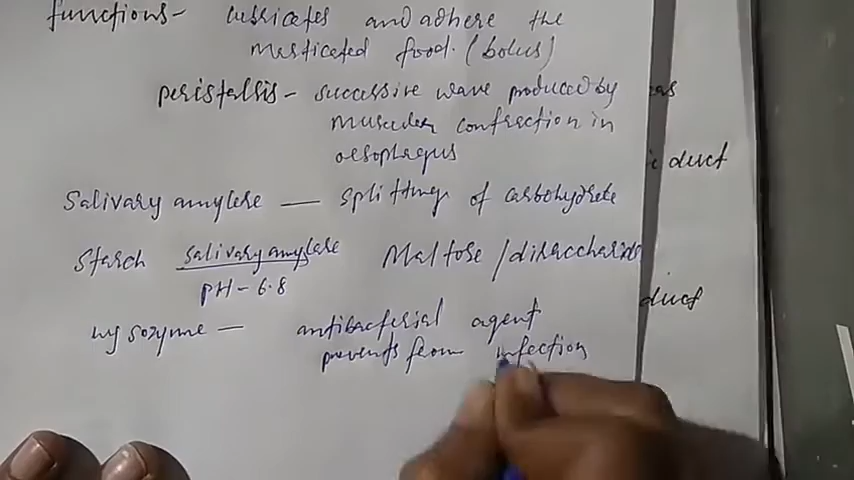 functions- lubricates and adhere the
masticated food. (bolus)
peristalsis - successive wave produced by
muscular contraction in
oesophagus
Salivary amylase — splitting of carbohydrate
Starch salivary amylase Maltose / disaccharide
PH - 6.8
lysozyme — antibacterial agent
prevents from infection
as
duct
duct